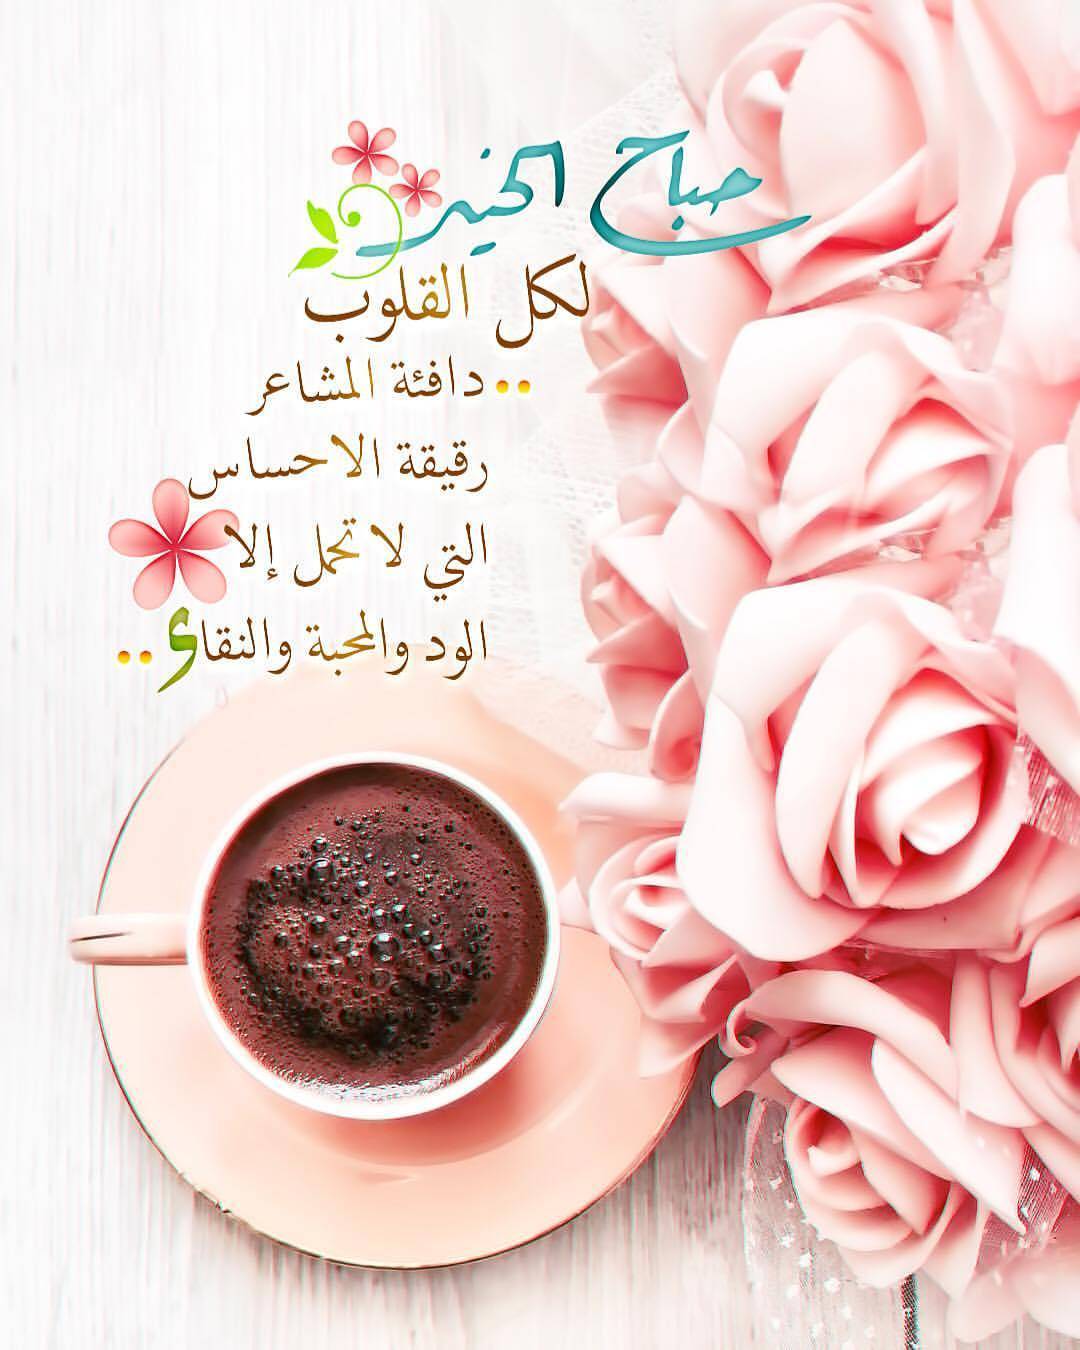 صباح الخير
لكل القلوب
.. دافئة المشاعر
رقيقة الاحساس
التي لا تحمل إلا
الود والمحبة والنقاء ..